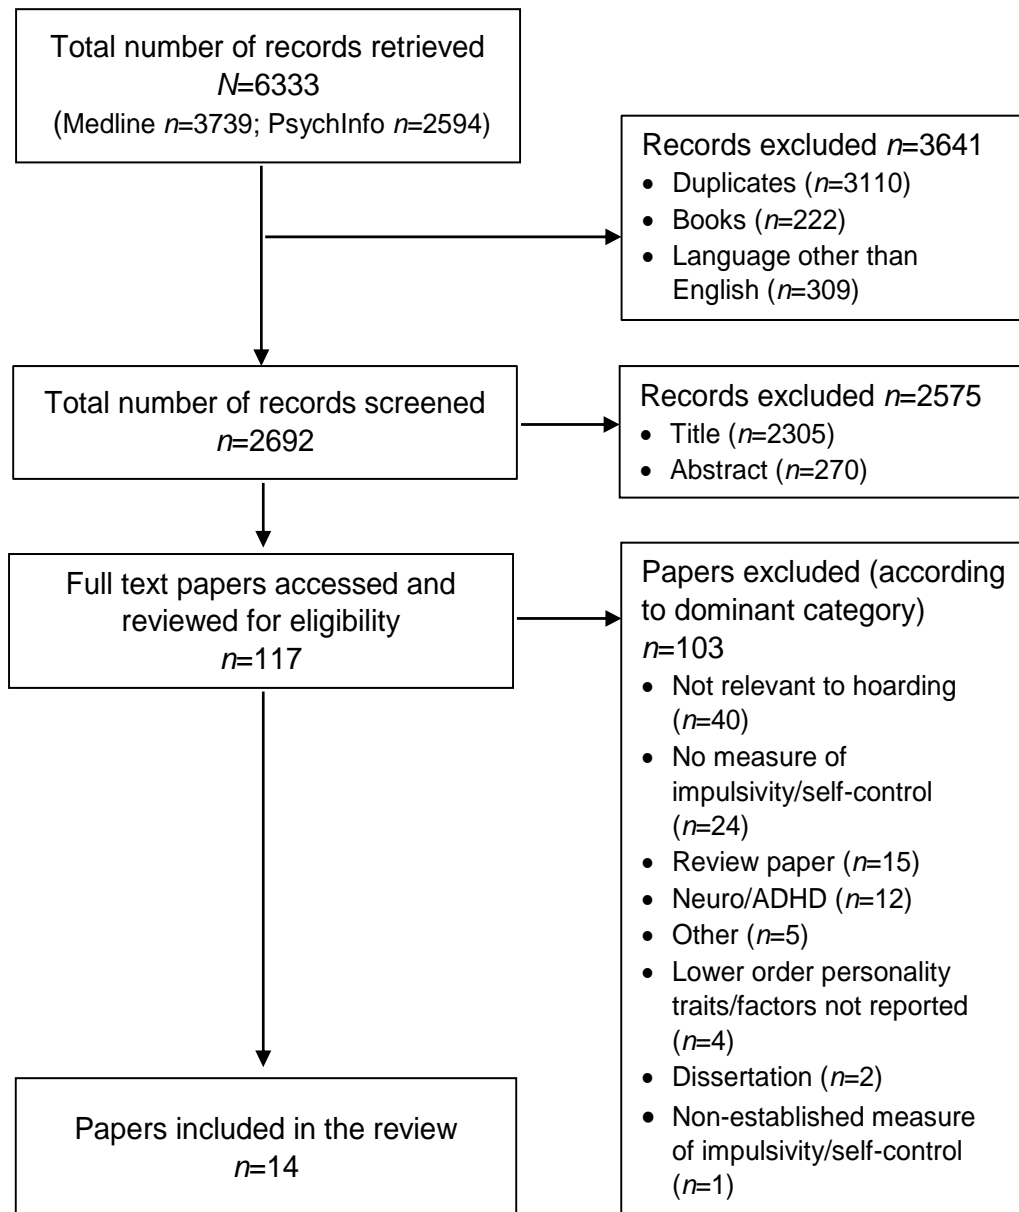 Total number of records retrieved
N=6333
(Medline n=3739; PsychInfo n=2594)
Records excluded n=3641
• Duplicates (n=3110)
• Books (n=222)
• Language other than
English (n=309)
Total number of records screened
n=2692
Records excluded n=2575
• Title (n=2305)
• Abstract (n=270)
Full text papers accessed and
reviewed for eligibility
n=117
Papers excluded (according
to dominant category)
n=103
• Not relevant to hoarding
(n=40)
• No measure of
impulsivity/self-control
(n=24)
• Review paper (n=15)
• Neuro/ADHD (n=12)
• Other (n=5)
• Lower order personality
traits/factors not reported
(n=4)
• Dissertation (n=2)
• Non-established measure
of impulsivity/self-control
(n=1)
Papers included in the review
n=14